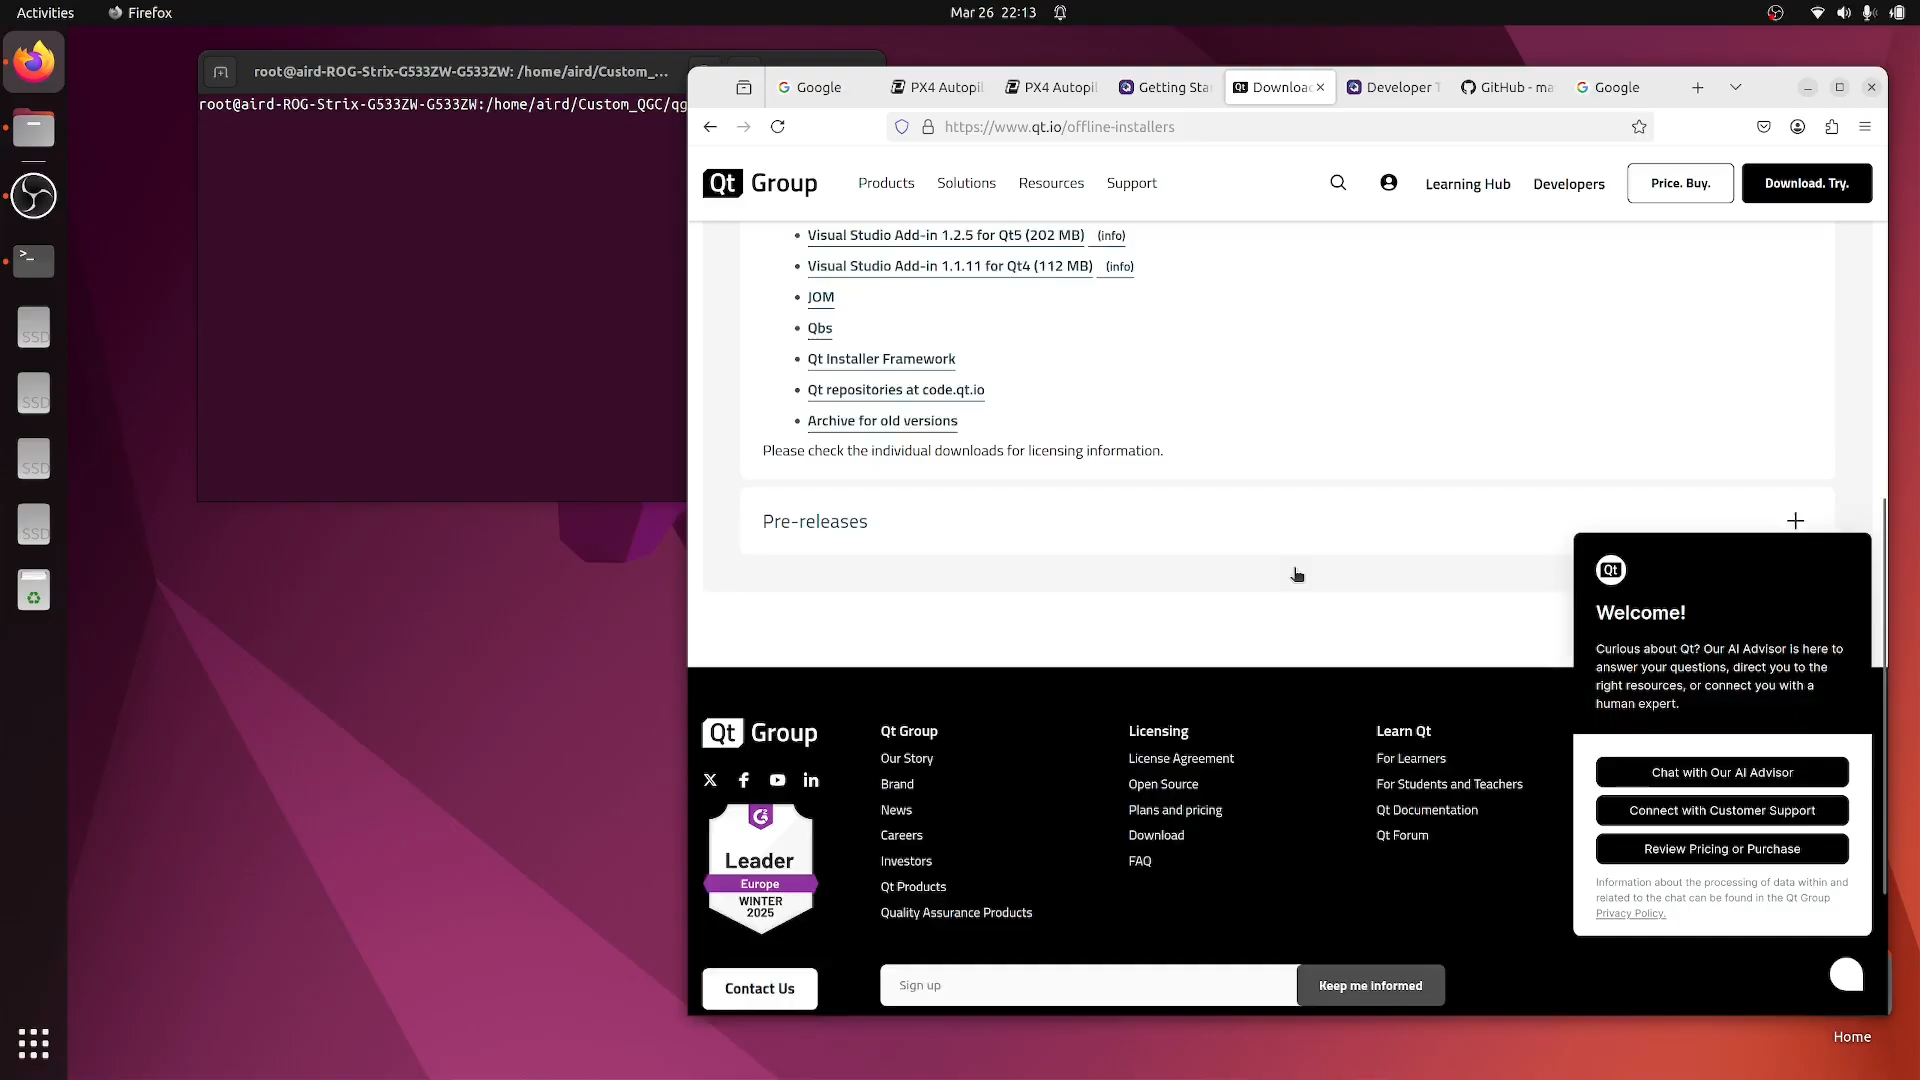 Activities
Firefox
Mar 26 22:13
root@aird-ROG-Strix-G533ZW-G533ZW: /home/aird/Custom_...
root@aird-ROG-Strix-G533ZW-G533ZW:/home/aird/Custom_QGC/qg
Google
PX4 Autopil
PX4 Autopil
Getting Sta
Downloa
Developer
GitHub - ma
Google
https://www.qt.io/offline-installers
Qt Group
Products
Solutions
Resources
Support
Learning Hub
Developers
Price. Buy.
Download. Try.
Visual Studio Add-in 1.2.5 for Qt5 (202 MB) (info)
Visual Studio Add-in 1.1.11 for Qt4 (112 MB) (info)
JOM
Qbs
Qt Installer Framework
Qt repositories at code.qt.io
Archive for old versions
Please check the individual downloads for licensing information.
Pre-releases
Qt
Welcome!
Curious about Qt? Our AI Advisor is here to
answer your questions, direct you to the
right resources, or connect you with a
human expert.
Chat with Our AI Advisor
Connect with Customer Support
Review Pricing or Purchase
Information about the processing of data within and
related to the chat can be found in the Qt Group
Privacy Policy.
Qt Group
Leader
Europe
WINTER
2025
Contact Us
Qt Group
Our Story
Brand
News
Careers
Investors
Qt Products
Quality Assurance Products
Licensing
License Agreement
Open Source
Plans and pricing
Download
FAQ
Learn Qt
For Learners
For Students and Teachers
Qt Documentation
Qt Forum
Sign up
Keep me informed
Home
SSD
SSD
SSD
SSD